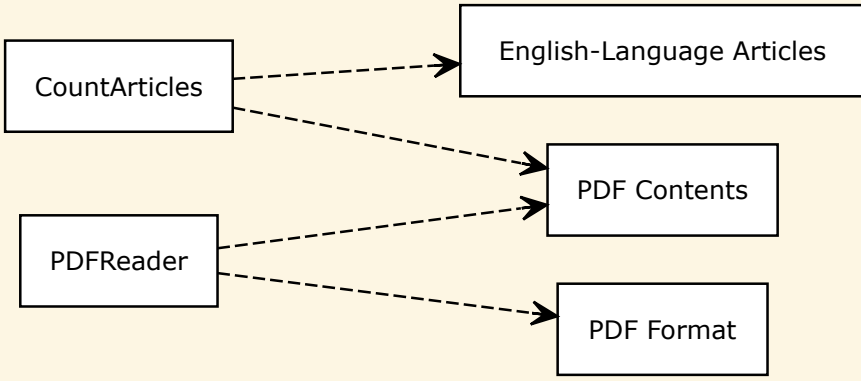 CountArticles
English-Language Articles
PDF Contents
PDFReader
PDF Format